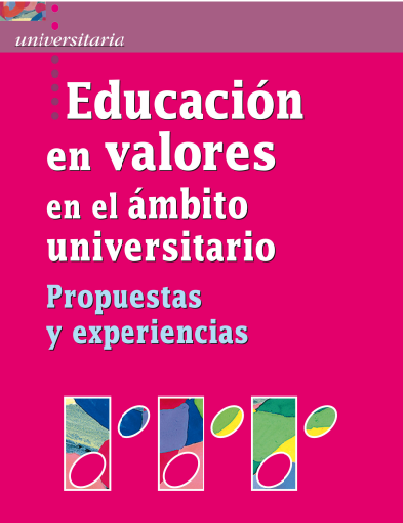 universitaria
Educación
en valores
en el ámbito
universitario
Propuestas
y experiencias